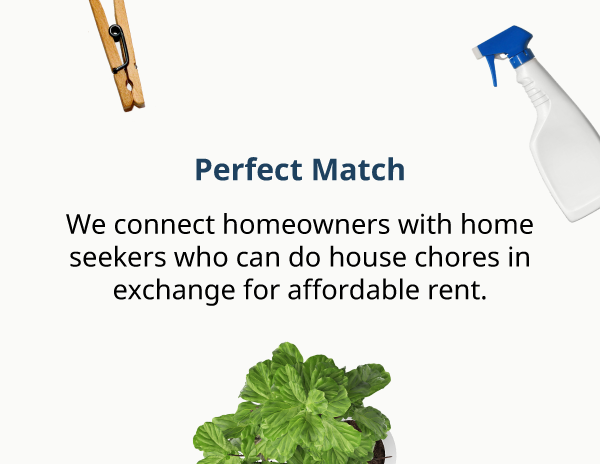 Perfect Match
We connect homeowners with home
seekers who can do house chores in
exchange for affordable rent.